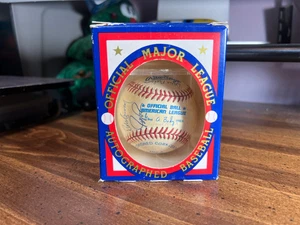 OFFICIAL MAJOR LEAGUE
OFFICIAL BALL
AMERICAN LEAGUE
AUTOGRAPHED BASEBALL